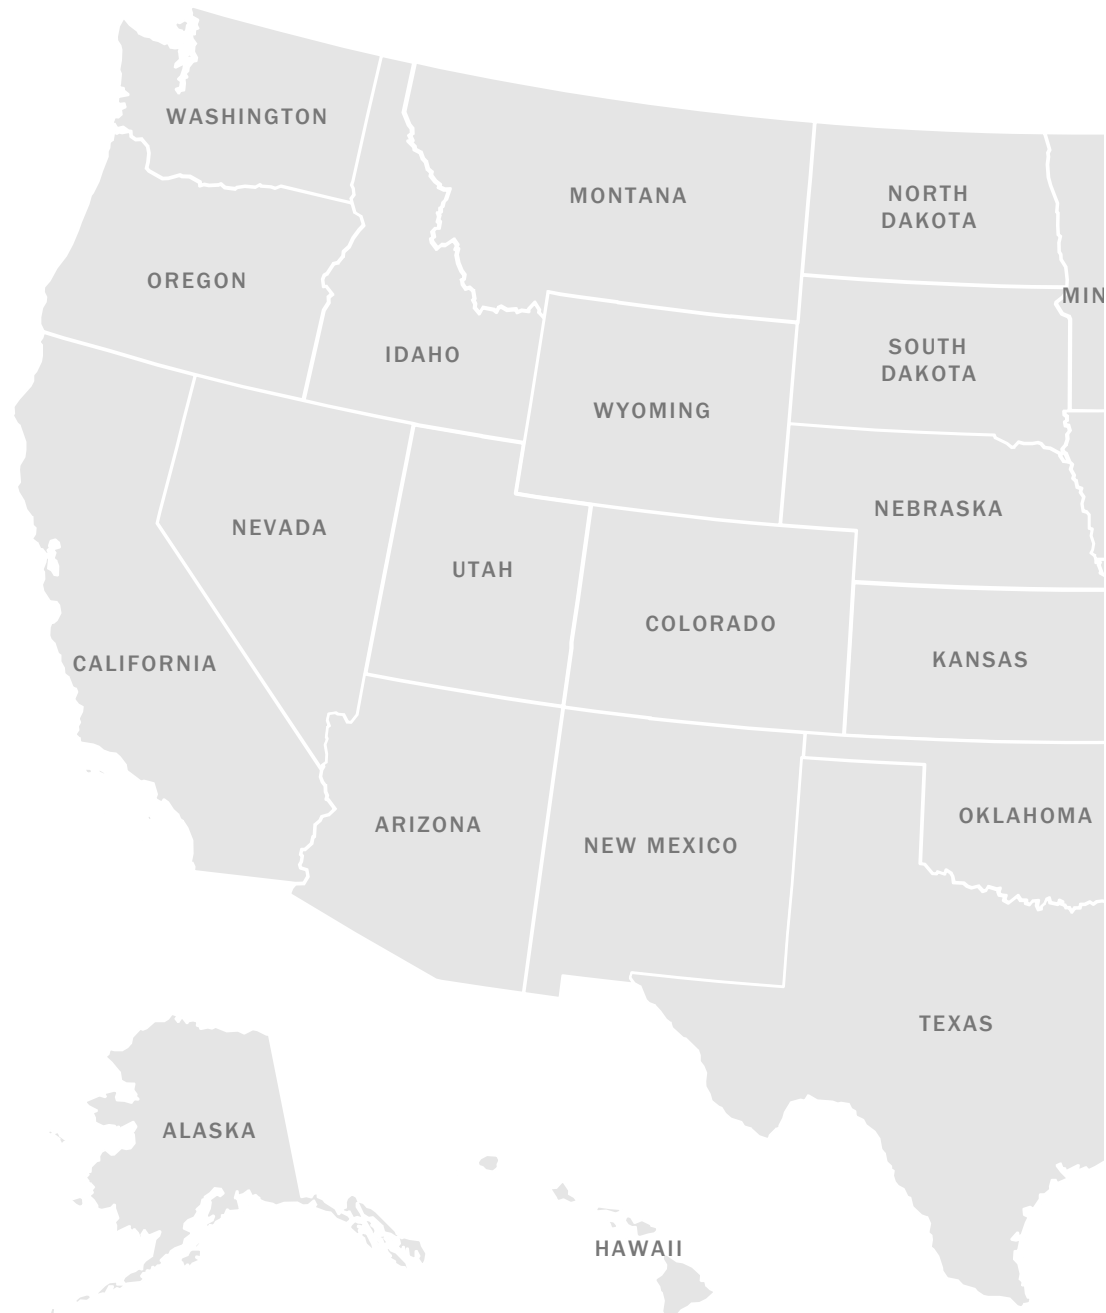 WASHINGTON
MONTANA
NORTH
DAKOTA
OREGON
MIN
IDAHO
SOUTH
DAKOTA
WYOMING
NEBRASKA
NEVADA
UTAH
COLORADO
KANSAS
CALIFORNIA
ARIZONA
NEW MEXICO
OKLAHOMA
TEXAS
ALASKA
HAWAII